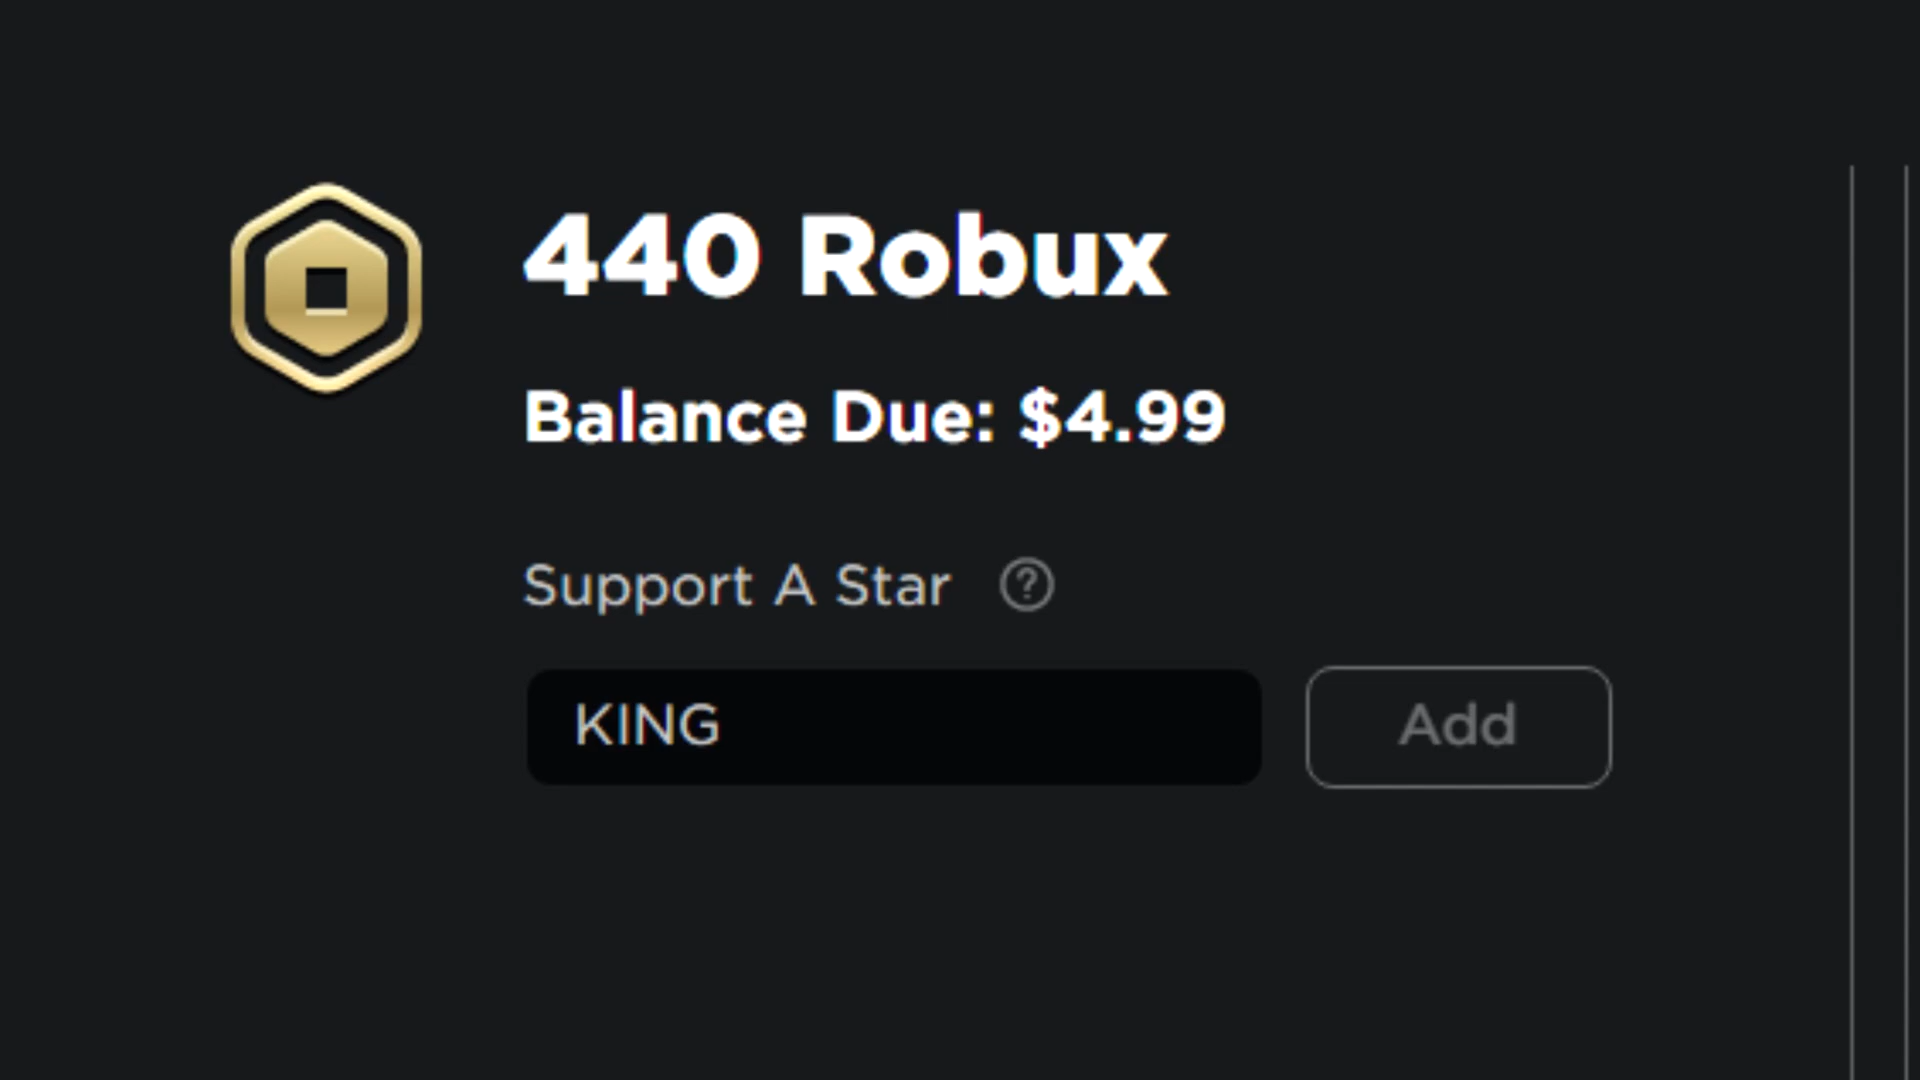 440 Robux
Balance Due: $4.99
Support A Star ?
KING
Add